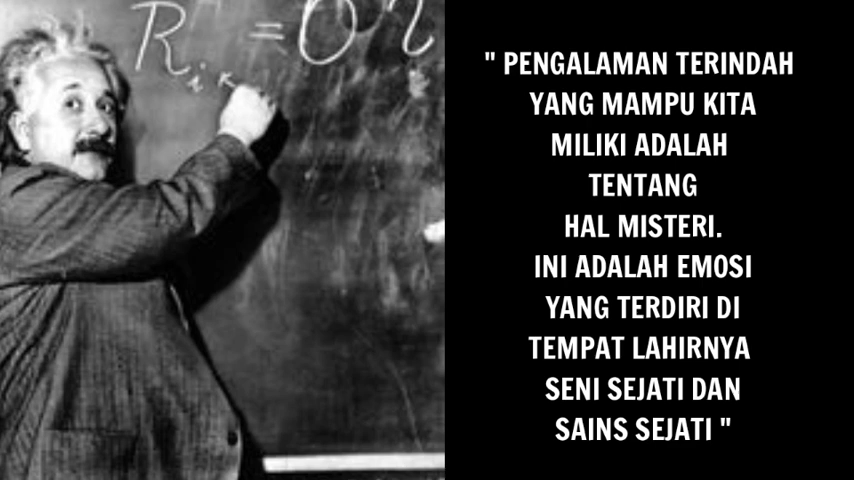 R i k = 0
" PENGALAMAN TERINDAH
YANG MAMPU KITA
MILIKI ADALAH
TENTANG
HAL MISTERI.
INI ADALAH EMOSI
YANG TERDIRI DI
TEMPAT LAHIRNYA
SENI SEJATI DAN
SAINS SEJATI "